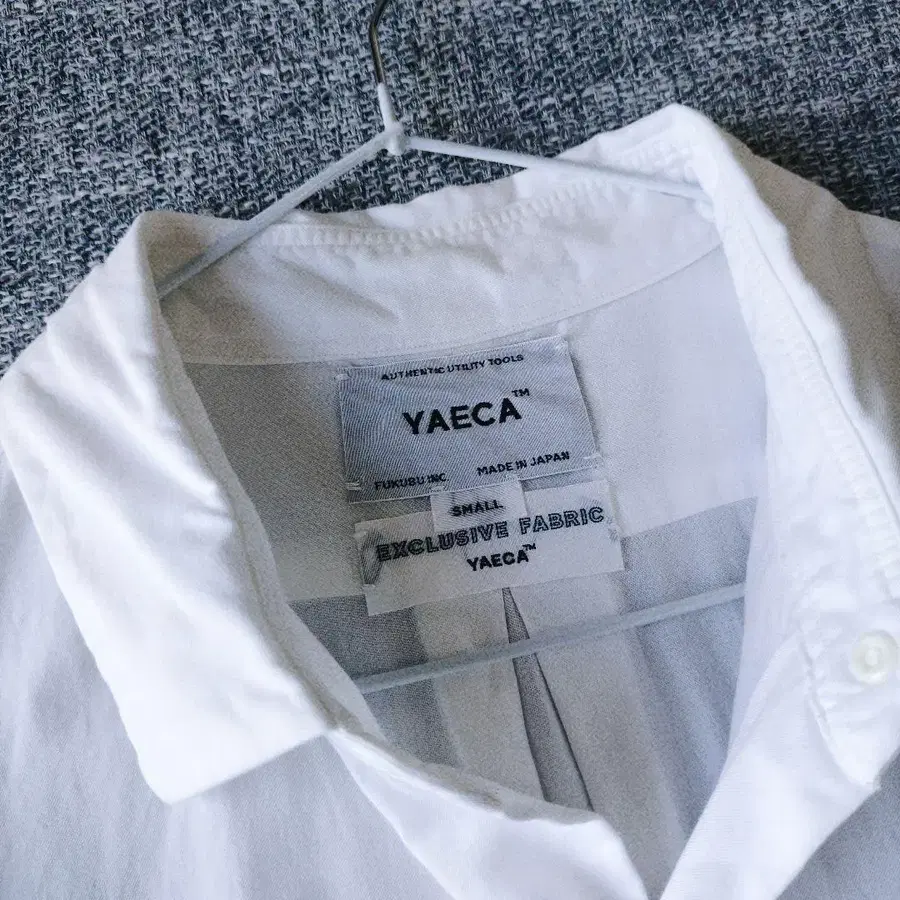 AUTHENTIC UTILITY TOOLS
YAECA™
FUKUBU INC. MADE IN JAPAN
SMALL
EXCLUSIVE FABRIC
YAECA™